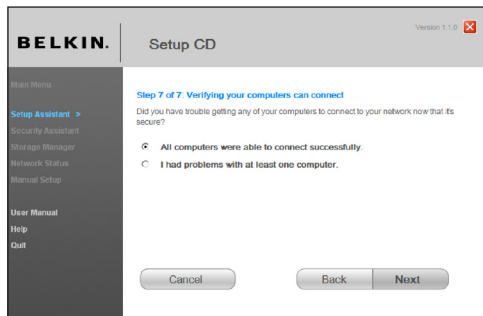 Version 1.1.0
BELKIN.
Setup CD
Main Menu
Setup Assistant >
Security Assistant
Storage Manager
Network Status
Manual Setup
User Manual
Help
Quit
Step 7 of 7: Verifying your computers can connect
Did you have trouble getting any of your computers to connect to your network now that it's
secure?
All computers were able to connect successfully.
I had problems with at least one computer.
Cancel
Back
Next